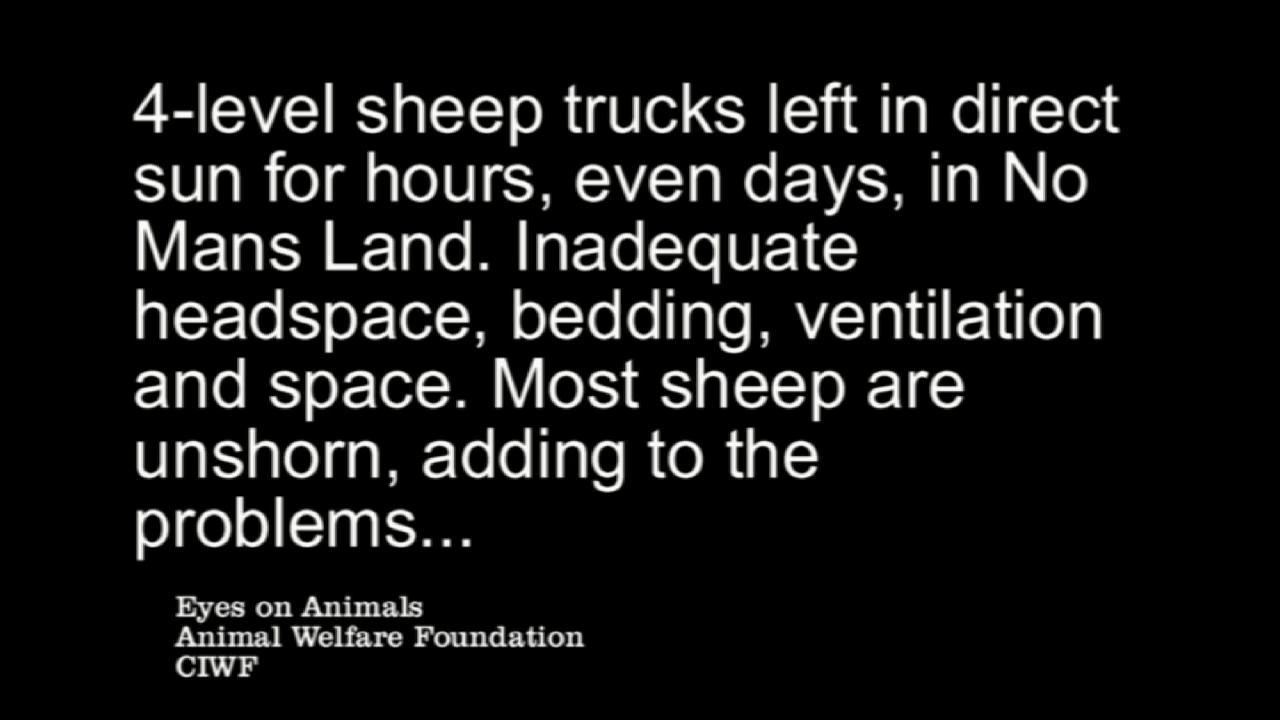 4-level sheep trucks left in direct
sun for hours, even days, in No
Mans Land. Inadequate
headspace, bedding, ventilation
and space. Most sheep are
unshorn, adding to the
problems...
Eyes on Animals
Animal Welfare Foundation
CIWF